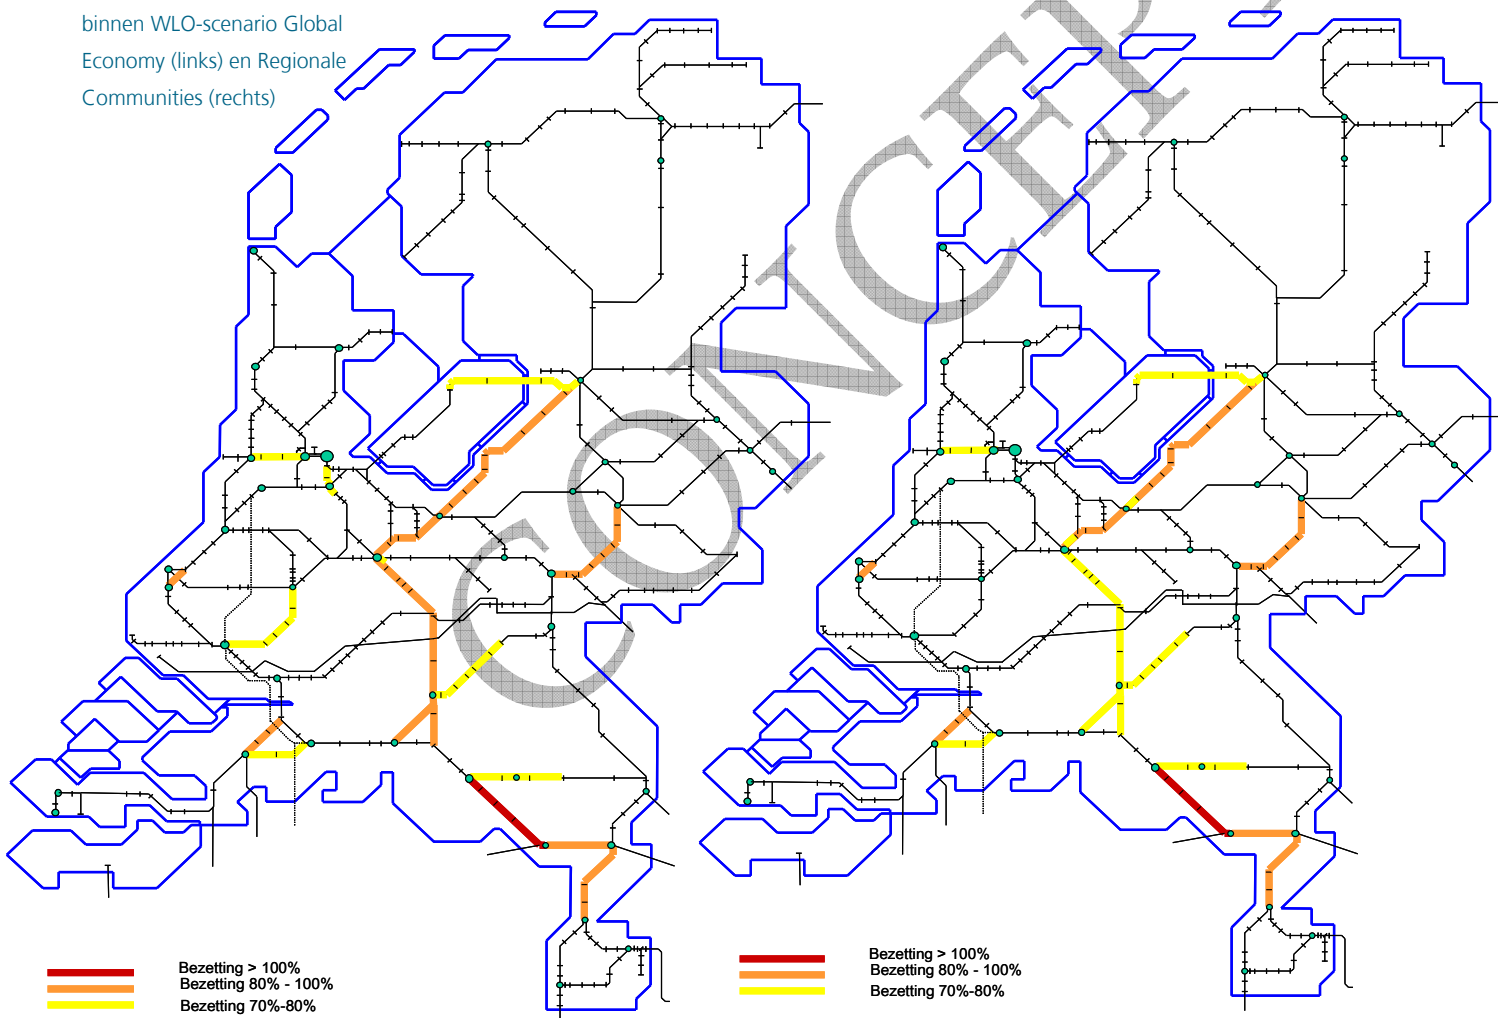 binnen WLO-scenario Global
Economy (links) en Regionale
Communities (rechts)
CONCEP
Bezetting > 100%
Bezetting 80% - 100%
Bezetting 70%-80%
Bezetting > 100%
Bezetting 80% - 100%
Bezetting 70%-80%